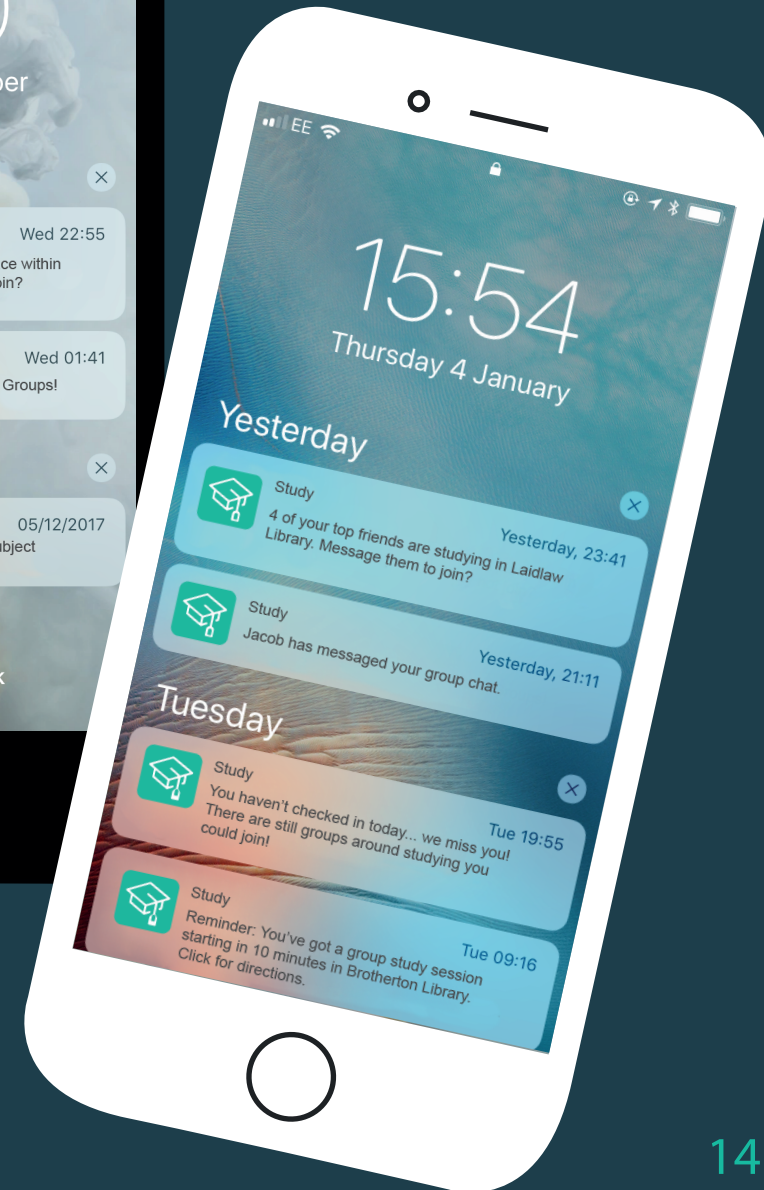 Wed 22:55
ce within
Wed 01:41
Groups!
05/12/2017
EE
15:54
Thursday 4 January
Yesterday
Study
Yesterday, 23:41
4 of your top friends are studying in Laidlaw
Library. Message them to join?
Study
Yesterday, 21:11
Jacob has messaged your group chat.
Tuesday
Study
Tue 19:55
You haven't checked in today... we miss you!
There are still groups around studying you
could join!
Study
Tue 09:16
Reminder: You've got a group study session
starting in 10 minutes in Brotherton Library.
Click for directions.
14